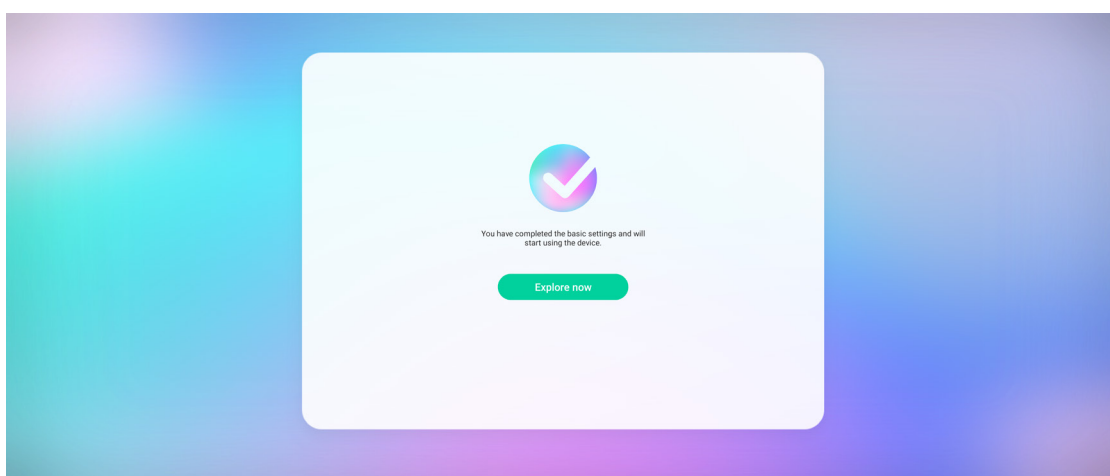 You have completed the basic settings and will
start using the device.
Explore now